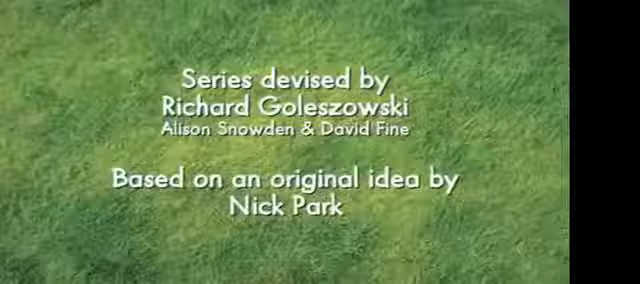 Series devised by
Richard Goleszowski
Alison Snowden & David Fine
Based on an original idea by
Nick Park